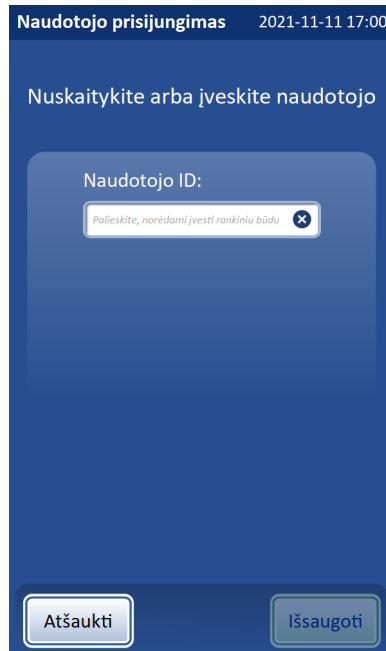 Naudotojo prisijungimas 2021-11-11 17:00
Nuskaitykite arba įveskite naudotojo
Naudotojo ID:
Palieskite, norėdami įvesti rankiniu būdu
Atšaukti Išsaugoti